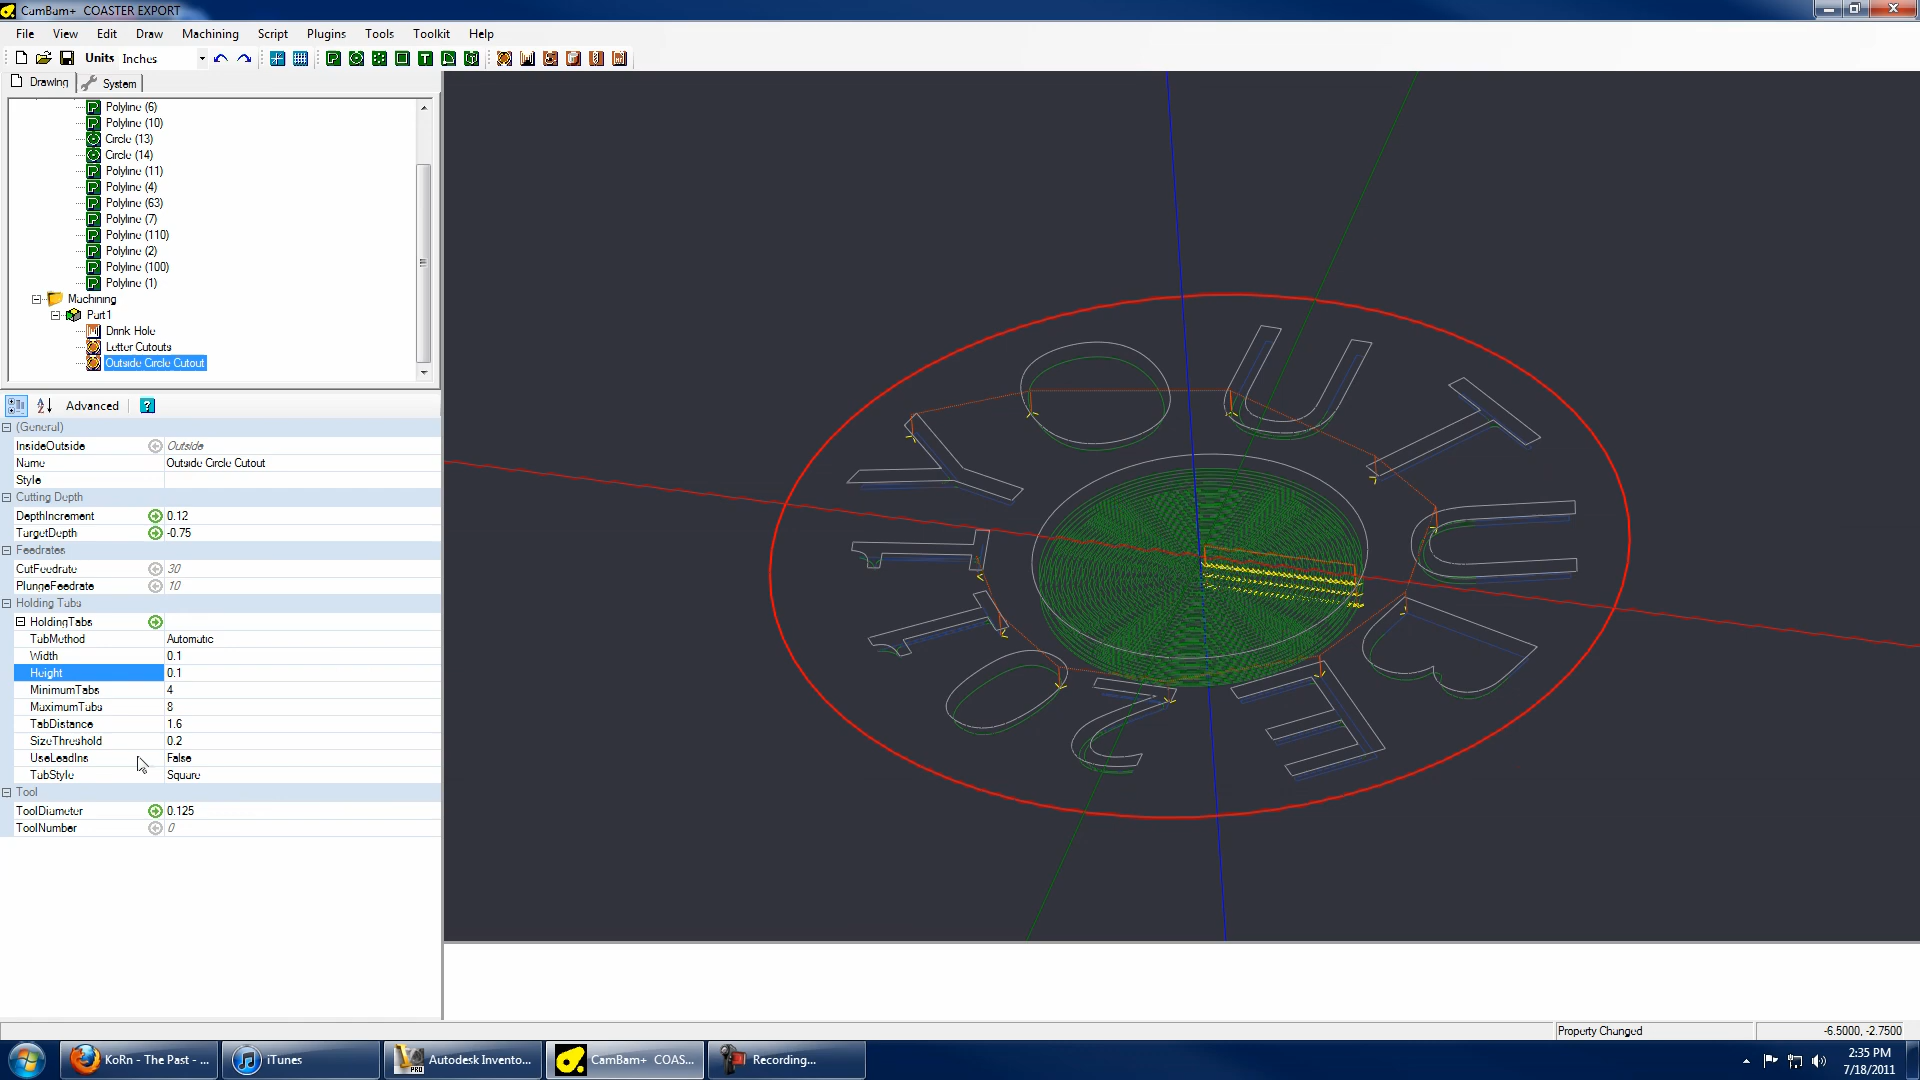 CamBam+ COASTER EXPORT
File View Edit Draw Machining Script Plugins Tools Toolkit Help
Units Inches
Drawing System
Polyline (6)
Polyline (10)
Circle (13)
Circle (14)
Polyline (11)
Polyline (4)
Polyline (63)
Polyline (7)
Polyline (110)
Polyline (2)
Polyline (100)
Polyline (1)
Machining
Part1
Drink Hole
Letter Cutouts
Outside Circle Cutout
Advanced
(General)
InsideOutside Outside
Name Outside Circle Cutout
Style
Cutting Depth
DepthIncrement 0.12
TargetDepth -0.75
Feedrates
CutFeedrate 30
PlungeFeedrate 10
Holding Tabs
HoldingTabs
TabMethod Automatic
Width 0.1
Height 0.1
MinimumTabs 4
MaximumTabs 8
TabDistance 1.6
SizeThreshold 0.2
UseLeadIns False
TabStyle Square
Tool
ToolDiameter 0.125
ToolNumber 0
YOUTUBE
Property Changed -6.5000, -2.7500
KoRn - The Past - ... iTunes Autodesk Invento... CamBam+ COAS... Recording...
2:35 PM
7/18/2011